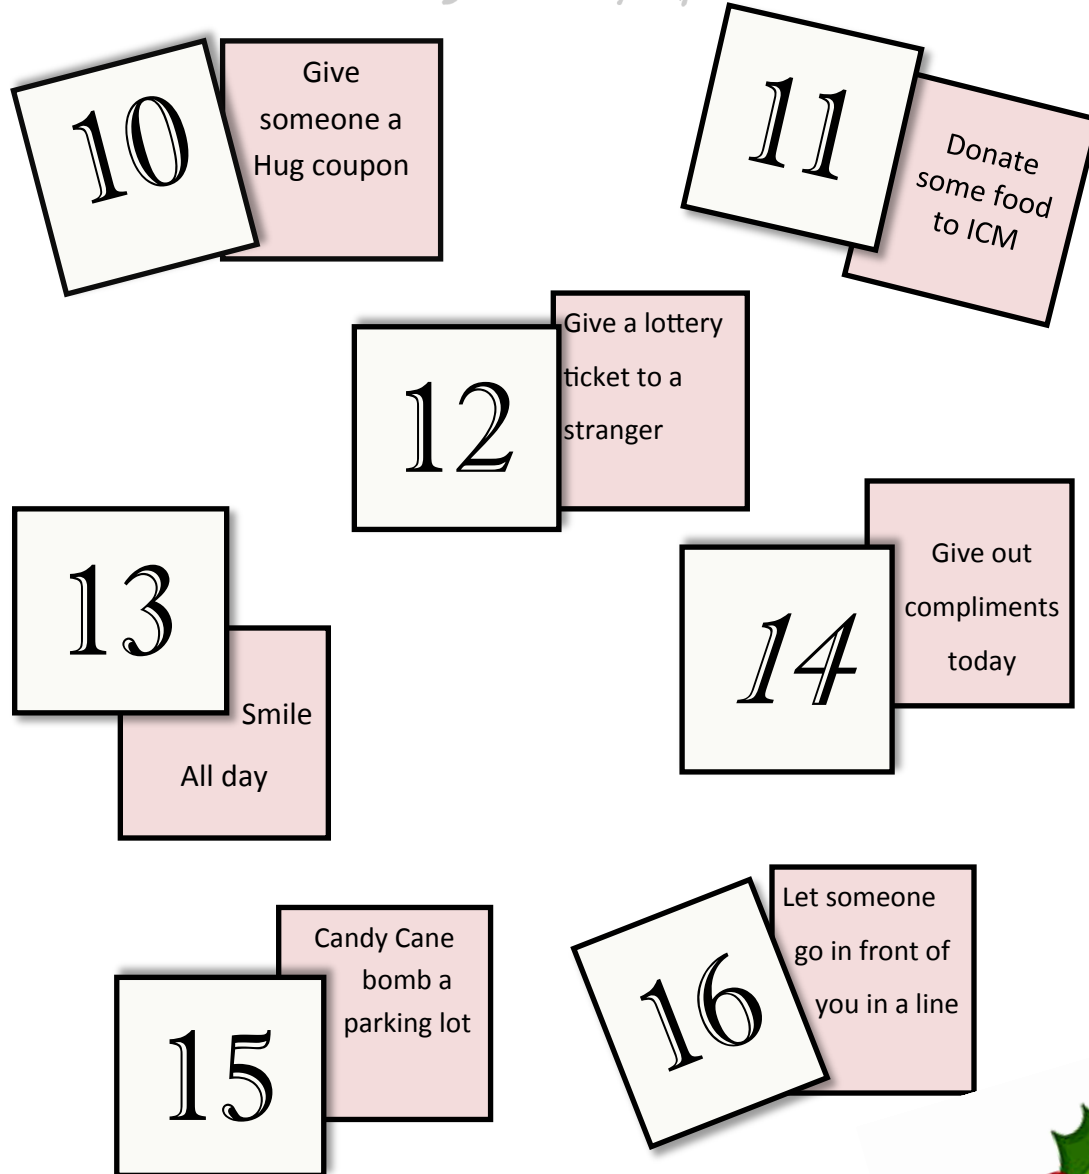 10
Give
someone a
Hug coupon
11
Donate
some food
to ICM
12
Give a lottery
ticket to a
stranger
13
Smile
All day
14
Give out
compliments
today
15
Candy Cane
bomb a
parking lot
16
Let someone
go in front of
you in a line